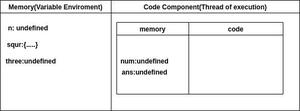 Memory(Variable Enviroment)
Code Component(Thread of execution)
n: undefined
squr:{.....}
three:undefined
memory
code
num:undefined
ans:undefined